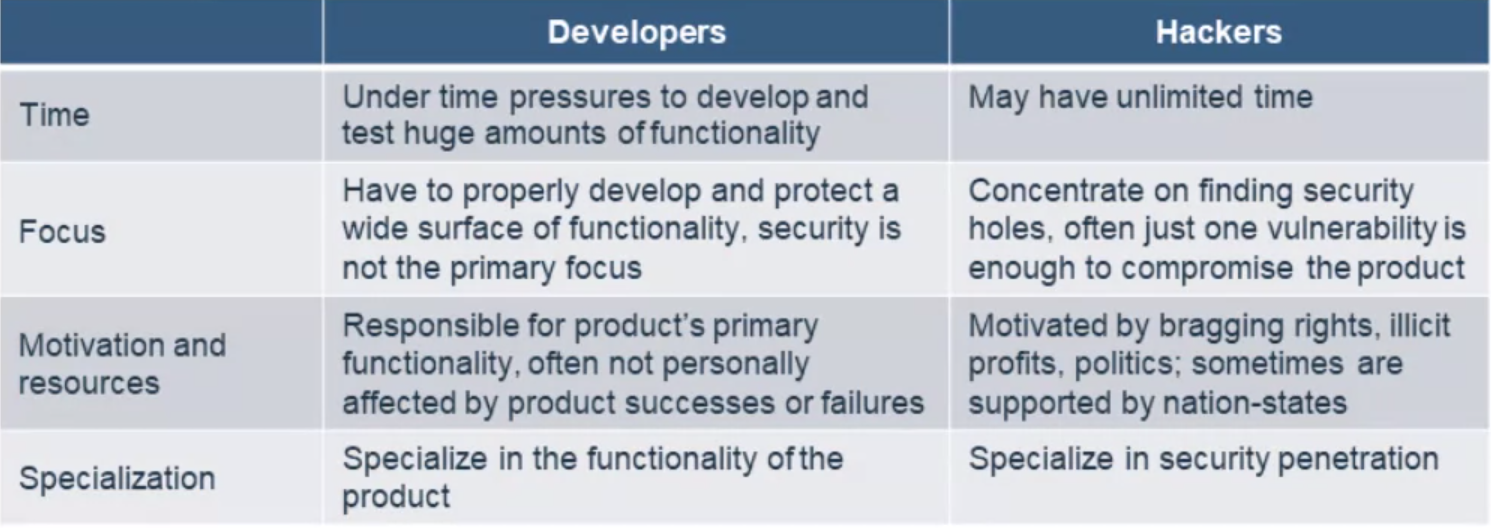 Developers
Hackers
Time
Under time pressures to develop and
test huge amounts of functionality
May have unlimited time
Focus
Have to properly develop and protect a
wide surface of functionality, security is
not the primary focus
Concentrate on finding security
holes, often just one vulnerability is
enough to compromise the product
Motivation and
resources
Responsible for product's primary
functionality, often not personally
affected by product successes or failures
Motivated by bragging rights, illicit
profits, politics; sometimes are
supported by nation-states
Specialization
Specialize in the functionality of the
product
Specialize in security penetration